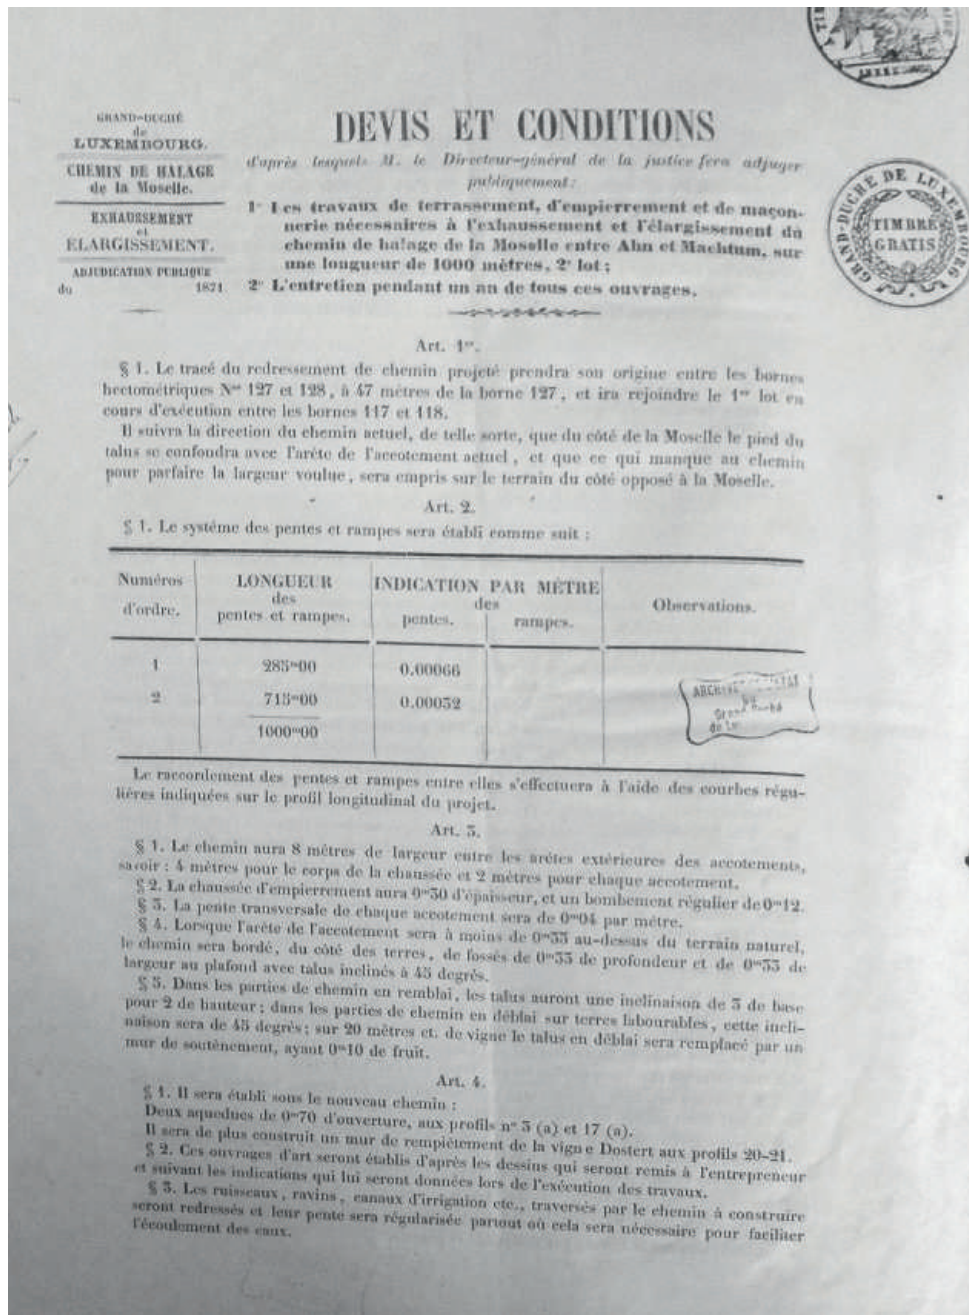 GRAND-DUCHÉ
de
LUXEMBOURG.
CHEMIN DE HALAGE
de la Moselle.
EXHAUSSEMENT
et
ELARGISSEMENT.
ADJUDICATION PUBLIQUE
du 1871
DEVIS ET CONDITIONS
d'après lesquels M. le Directeur-général de la justice fera adjuger
publiquement:
1° Les travaux de terrassement, d'empierrement et de maçon-
nerie nécessaires à l'exhaussement et l'élargissement du
chemin de halage de la Moselle entre Ahn et Machtum, sur
une longueur de 1000 mètres, 2e lot;
2° L'entretien pendant un an de tous ces ouvrages.
GRAND-DUCHÉ DE LUXEMBOURG
TIMBRE
GRATIS
Art. 1er.
§ 1. Le tracé du redressement de chemin projeté prendra son origine entre les bornes
hectométriques Nos 127 et 128, à 47 mètres de la borne 127, et ira rejoindre le 1er lot en
cours d'exécution entre les bornes 117 et 118.
Il suivra la direction du chemin actuel, de telle sorte, que du côté de la Moselle le pied du
talus se confondra avec l'arête de l'accotement actuel, et que ce qui manque au chemin
pour parfaire la largeur voulue, sera empris sur le terrain du côté opposé à la Moselle.
Art. 2.
§ 1. Le système des pentes et rampes sera établi comme suit :
Numéros
d'ordre.
LONGUEUR
des
pentes et rampes.
INDICATION PAR MÈTRE
des
pentes. rampes.
Observations.
1 285m00 0.00066
2 715m00 0.00032
1000m00
ARCHIVES
Grand Duché
de
Le raccordement des pentes et rampes entre elles s'effectuera à l'aide des courbes régu-
lières indiquées sur le profil longitudinal du projet.
Art. 3.
§ 1. Le chemin aura 8 mètres de largeur entre les arêtes extérieures des accotements,
savoir : 4 mètres pour le corps de la chaussée et 2 mètres pour chaque accotement.
§ 2. La chaussée d'empierrement aura 0m30 d'épaisseur, et un bombement régulier de 0m12.
§ 3. La pente transversale de chaque accotement sera de 0m04 par mètre.
§ 4. Lorsque l'arête de l'accotement sera à moins de 0m33 au-dessus du terrain naturel,
le chemin sera bordé, du côté des terres, de fossés de 0m33 de profondeur et de 0m33 de
largeur au plafond avec talus inclinés à 45 degrés.
§ 5. Dans les parties de chemin en remblai, les talus auront une inclinaison de 3 de base
pour 2 de hauteur; dans les parties de chemin en déblai sur terres labourables, cette incli-
naison sera de 45 degrés; sur 20 mètres ct. de vigne le talus en déblai sera remplacé par un
mur de soutènement, ayant 0m10 de fruit.
Art. 4.
§ 1. Il sera établi sous le nouveau chemin :
Deux aqueducs de 0m70 d'ouverture, aux profils n° 3 (a) et 17 (a).
Il sera de plus construit un mur de rempiètement de la vigne Dostert aux profils 20-21.
§ 2. Ces ouvrages d'art seront établis d'après les dessins qui seront remis à l'entrepreneur
et suivant les indications qui lui seront données lors de l'exécution des travaux.
§ 3. Les ruisseaux, ravins, canaux d'irrigation etc., traversés par le chemin à construire
seront redressés et leur pente sera régularisée partout où cela sera nécessaire pour faciliter
l'écoulement des eaux.